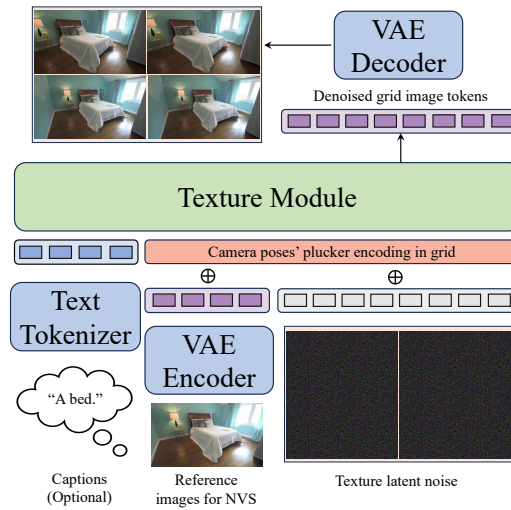 VAE
Decoder
Denoised grid image tokens
Texture Module
Camera poses’ plucker encoding in grid
Text
Tokenizer
VAE
Encoder
“A bed.”
Captions
(Optional)
Reference
images for NVS
Texture latent noise